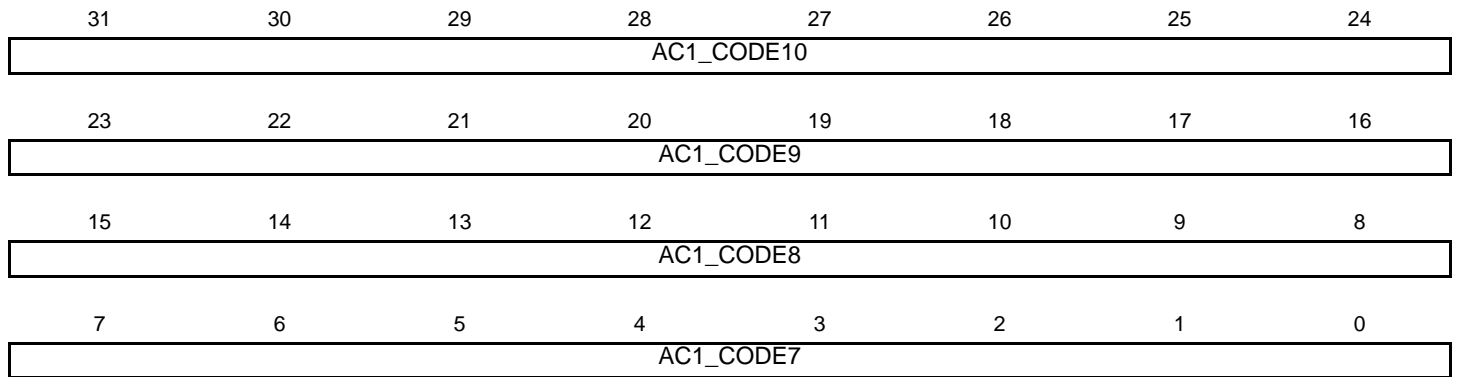 31 30 29 28 27 26 25 24
AC1_CODE10
23 22 21 20 19 18 17 16
AC1_CODE9
15 14 13 12 11 10 9 8
AC1_CODE8
7 6 5 4 3 2 1 0
AC1_CODE7